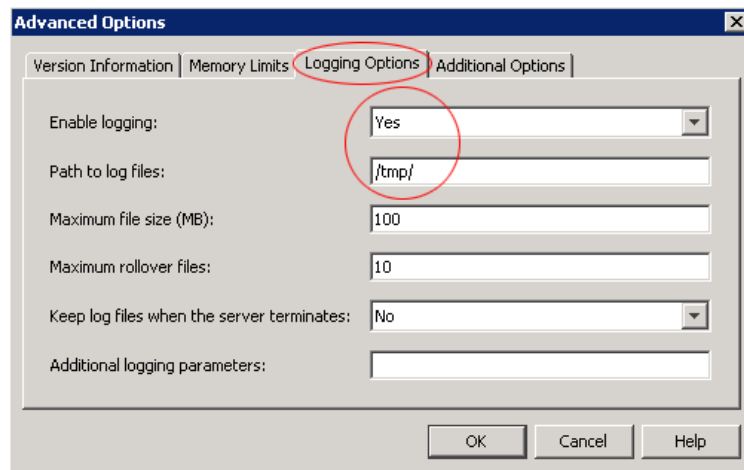 Advanced Options
Version Information Memory Limits Logging Options Additional Options
Enable logging: Yes
Path to log files: /tmp/
Maximum file size (MB): 100
Maximum rollover files: 10
Keep log files when the server terminates: No
Additional logging parameters:
OK Cancel Help